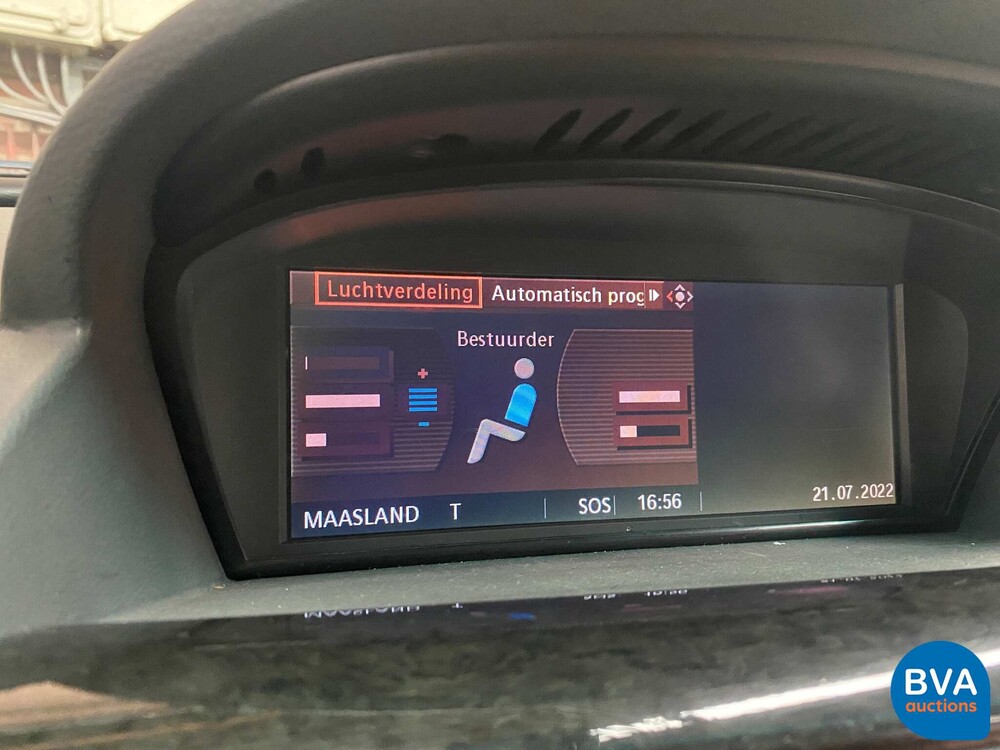 Luchtverdeling Automatisch prog
Bestuurder
+
-
MAASLAND T SOS 16:56 21.07.2022
BVA
auctions